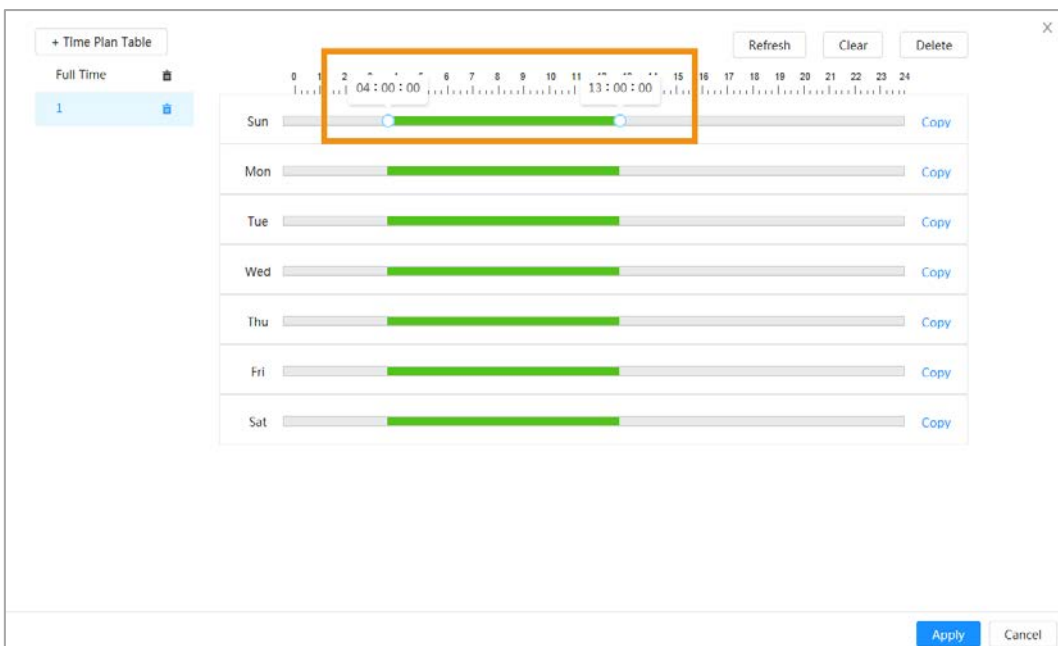 + Time Plan Table
Refresh
Clear
Delete
X
Full Time
1
0 1 2 6 7 8 9 10 11 15 16 17 18 19 20 21 22 23 24
04:00:00
13:00:00
Sun
Copy
Mon
Copy
Tue
Copy
Wed
Copy
Thu
Copy
Fri
Copy
Sat
Copy
Apply
Cancel